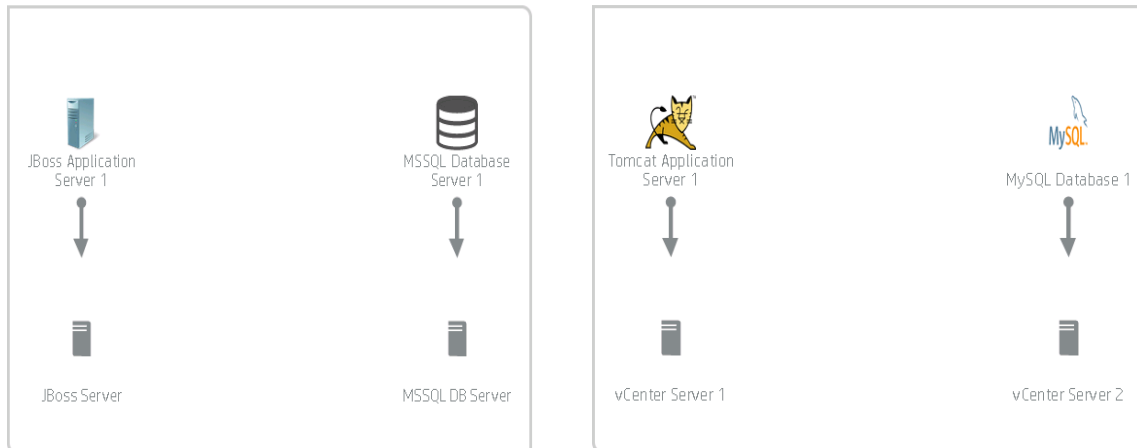 JBoss Application
Server 1
MSSQL Database
Server 1
JBoss Server
MSSQL DB Server
Tomcat Application
Server 1
MySQL
MySQL Database 1
vCenter Server 1
vCenter Server 2